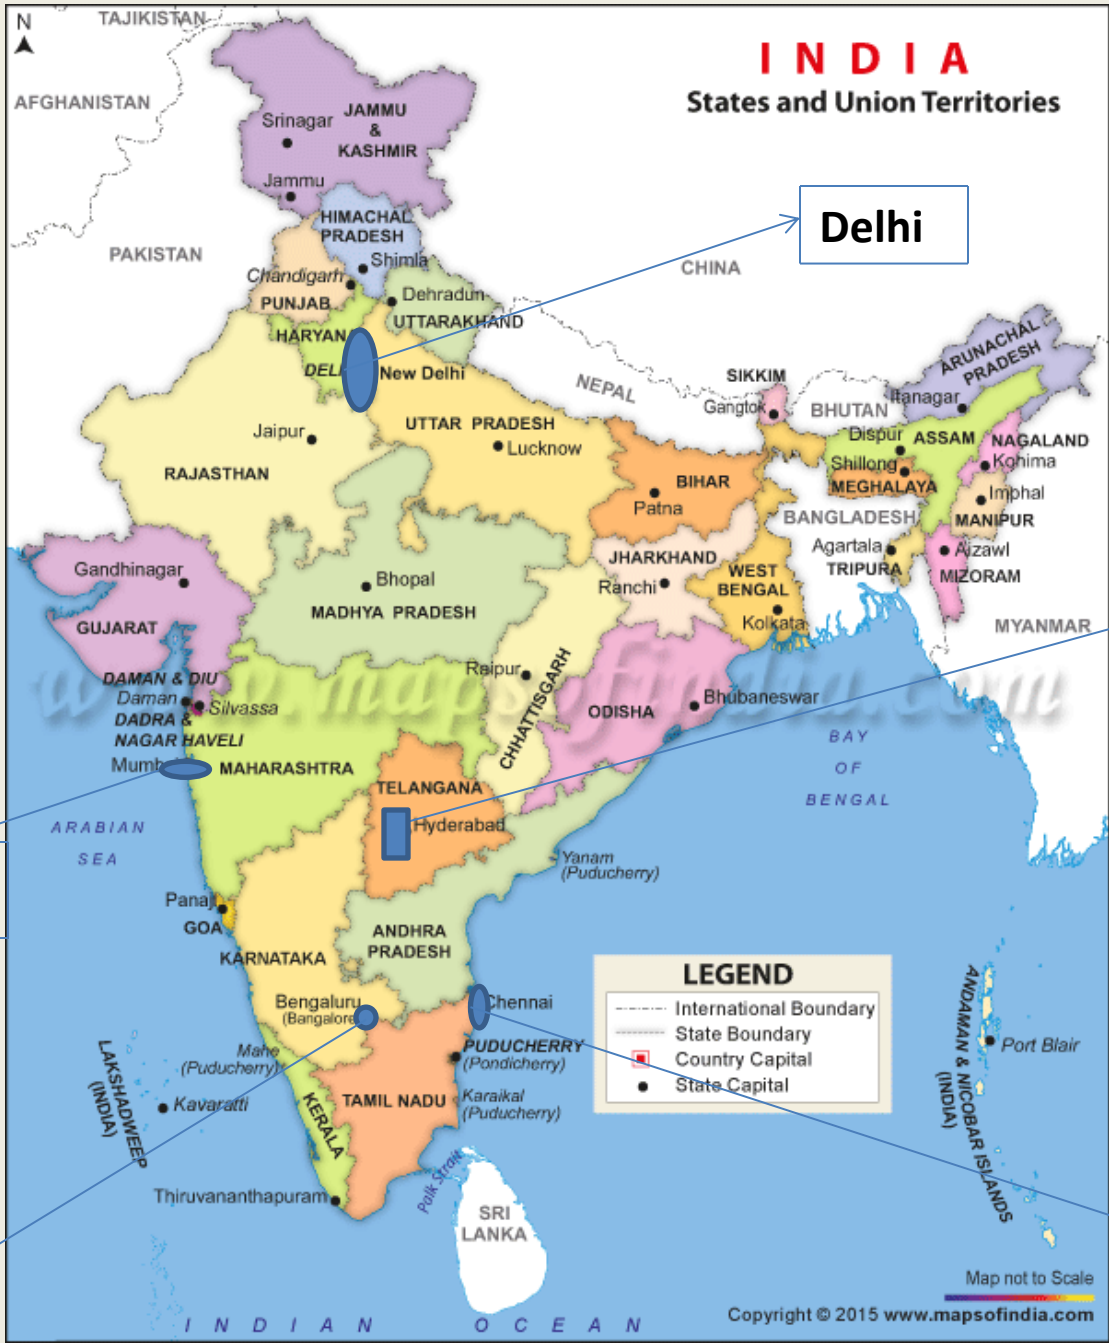 N
TAJIKISTAN
INDIA
States and Union Territories
AFGHANISTAN
JAMMU
&
KASHMIR
Srinagar
Jammu
HIMACHAL
PRADESH
Delhi
PAKISTAN
Shimla
CHINA
Chandigarh
PUNJAB
Dehradun
UTTARAKHAND
HARYANA
DEL
New Delhi
NEPAL
SIKKIM
Gangtok
BHUTAN
ARUNACHAL
PRADESH
Itanagar
Dispur
ASSAM
NAGALAND
Kohima
Shillong
MEGHALAYA
Imphal
MANIPUR
Jaipur
RAJASTHAN
UTTAR PRADESH
Lucknow
BIHAR
Patna
BANGLADESH
Agartala
TRIPURA
Aizawl
MIZORAM
MYANMAR
Gandhinagar
GUJARAT
Bhopal
MADHYA PRADESH
JHARKHAND
Ranchi
WEST
BENGAL
Kolkata
Raipur
CHHATTISGARH
ODISHA
Bhubaneswar
www.mapsofindia.com
DAMAN & DIU
Daman
Silvassa
DADRA &
NAGAR HAVELI
Mumb
MAHARASHTRA
BAY
OF
BENGAL
TELANGANA
Hyderabad
ARABIAN
SEA
Yanam
(Puducherry)
Panaji
GOA
KARNATAKA
ANDHRA
PRADESH
Bengaluru
(Bangalore)
Chennai
LEGEND
International Boundary
State Boundary
Country Capital
State Capital
PUDUCHERRY
(Pondicherry)
Mahe
(Puducherry)
Karaikal
(Puducherry)
TAMIL NADU
KERALA
LAKSHADWEEP
(INDIA)
Kavaratti
Thiruvananthapuram
Palk Strait
SRI
LANKA
ANDAMAN & NICOBAR ISLANDS
(INDIA)
Port Blair
Map not to Scale
Copyright © 2015 www.mapsofindia.com
INDIAN OCEAN